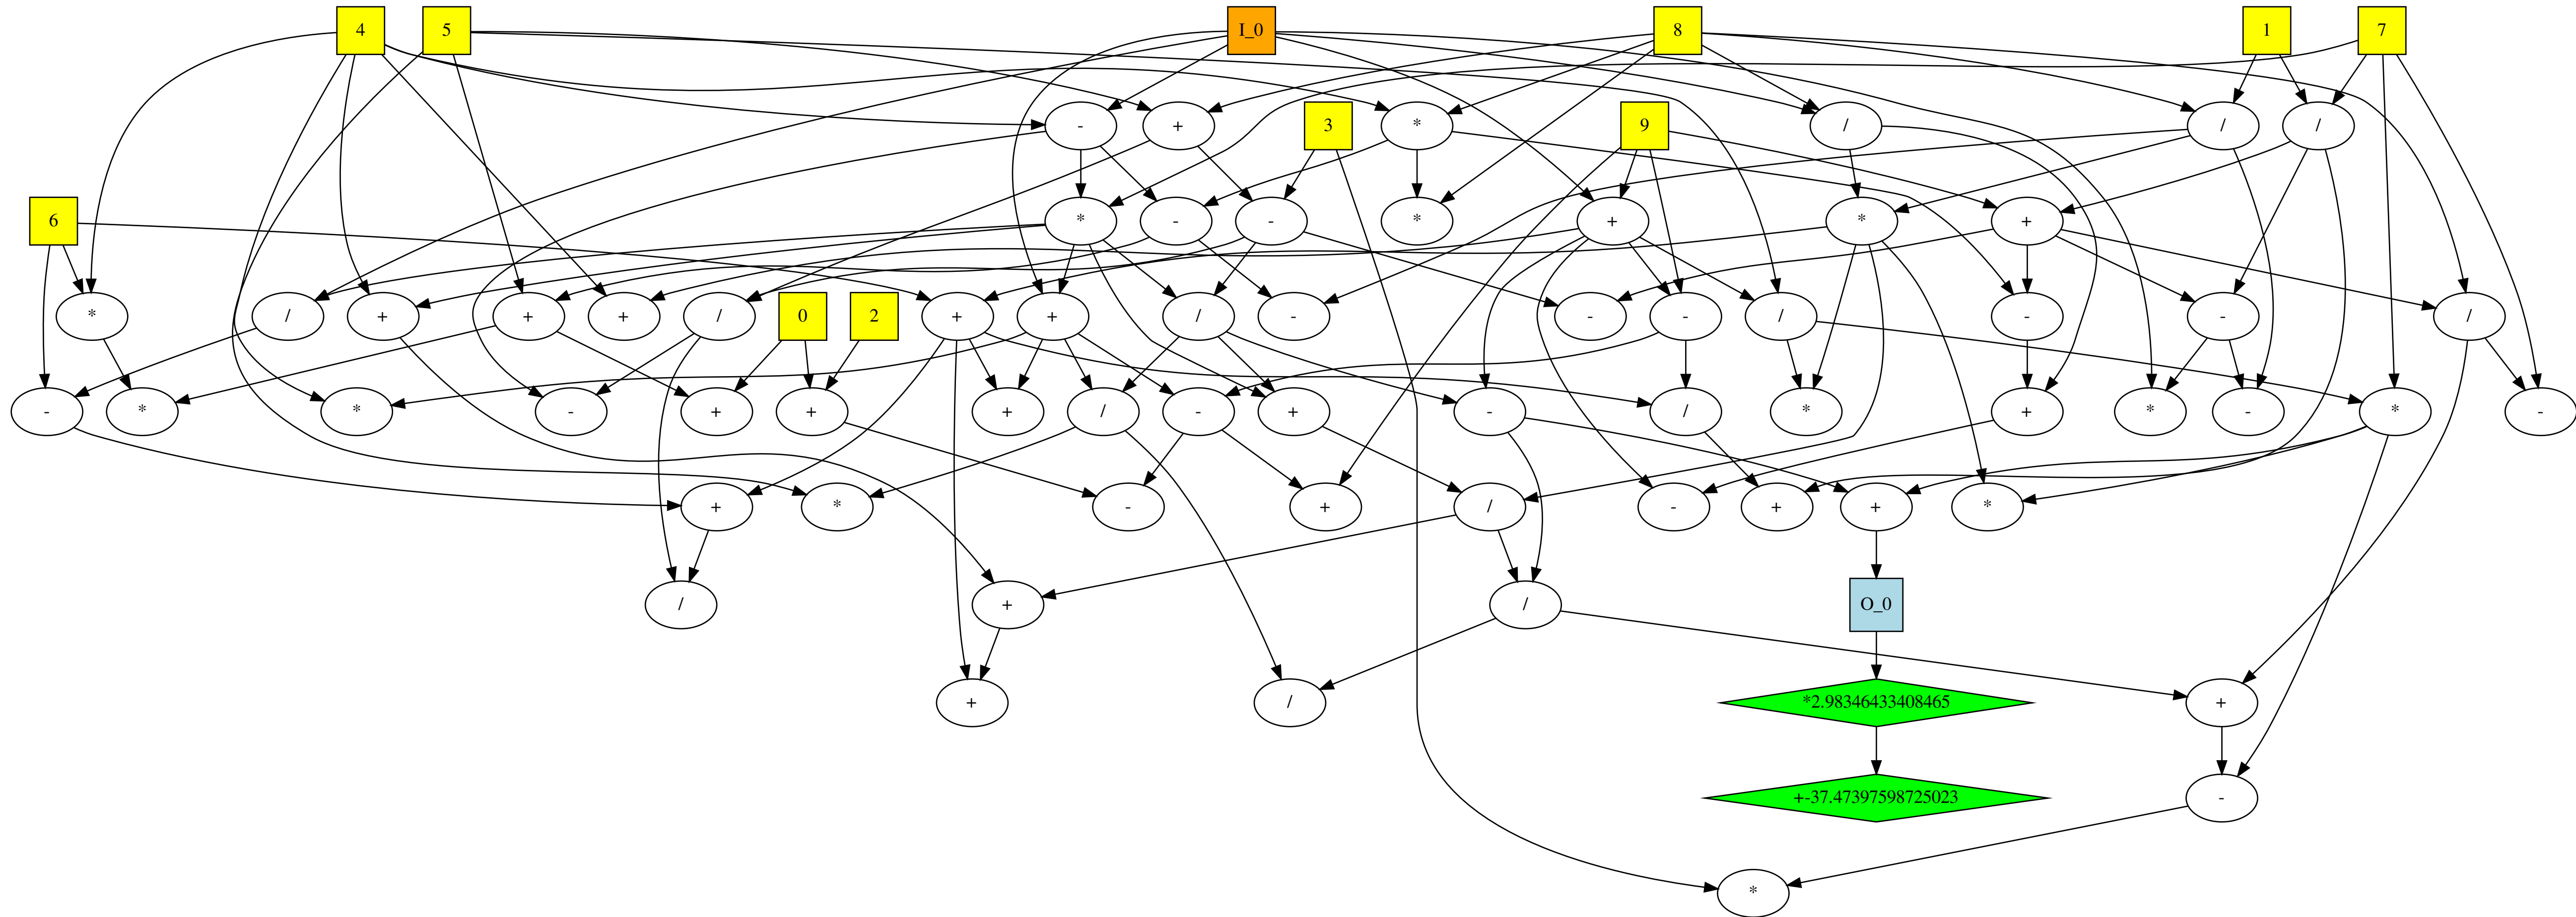 4 5 I_0 8 1 7
- + 3 * 9 / /
6 * - - * + * +
* / + + + / 0 2 + + / - - - / - - /
- * * - + + + / - + - / * + * - * -
+ * - + / - + + *
/ + / O_0
+ / *2.98346433408465 +
+-37.47397598725023 -
*